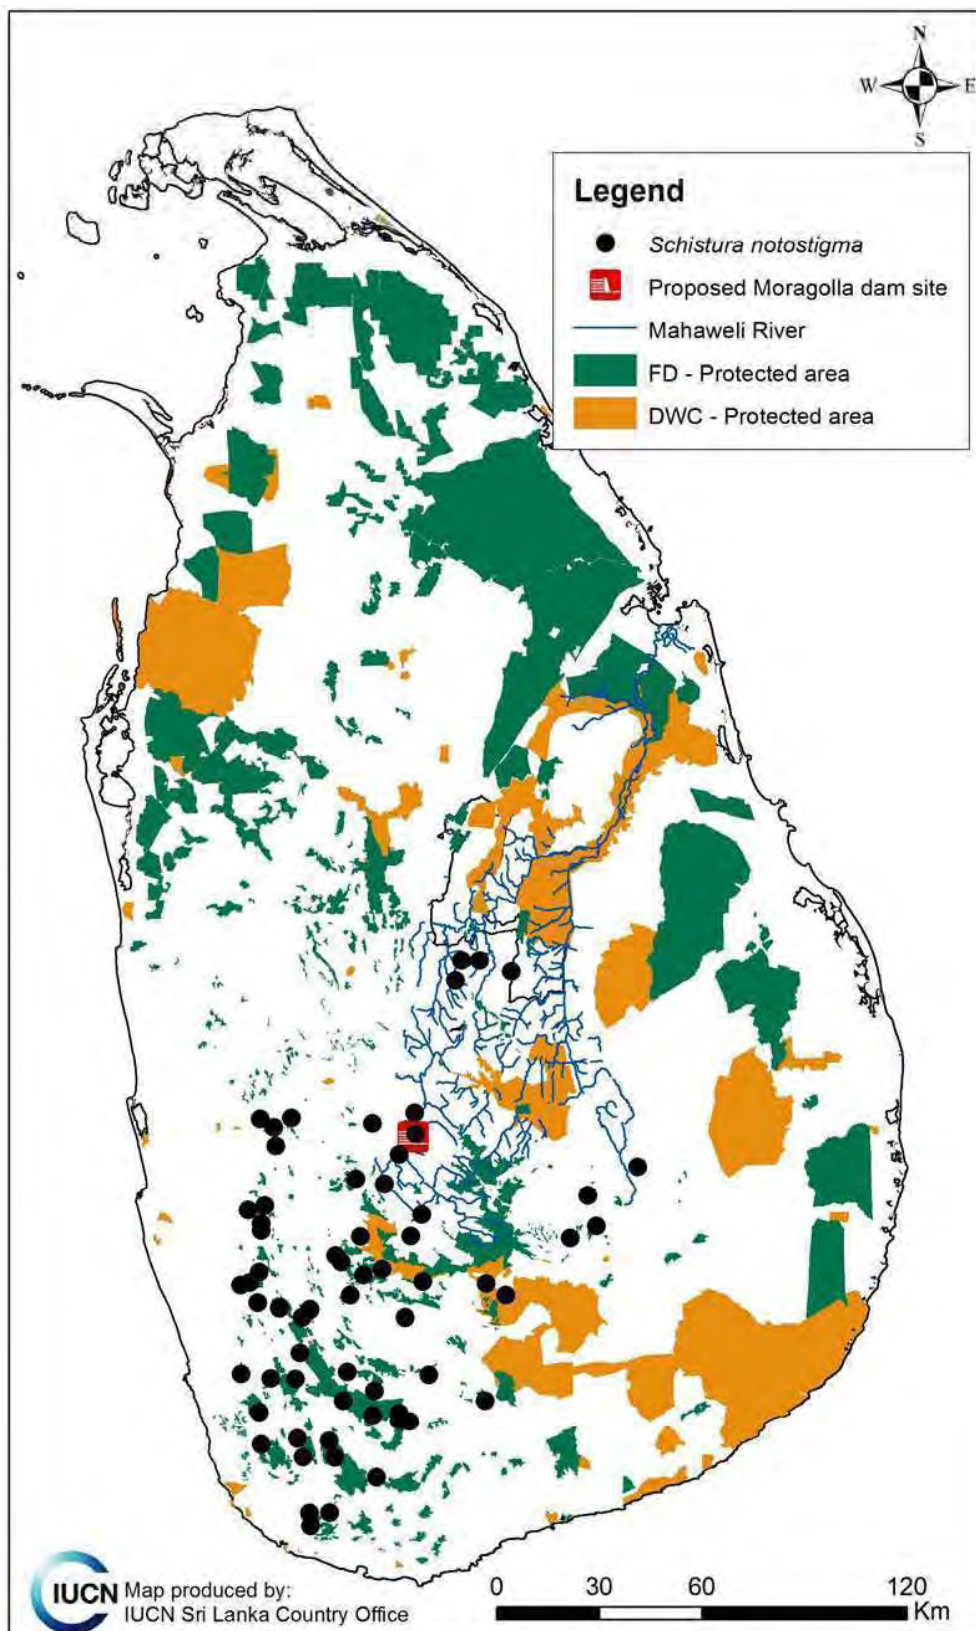 N
W E
S
Legend
Schistura notostigma
Proposed Moragolla dam site
Mahaweli River
FD - Protected area
DWC - Protected area
IUCN
Map produced by:
IUCN Sri Lanka Country Office
0 30 60 120
Km